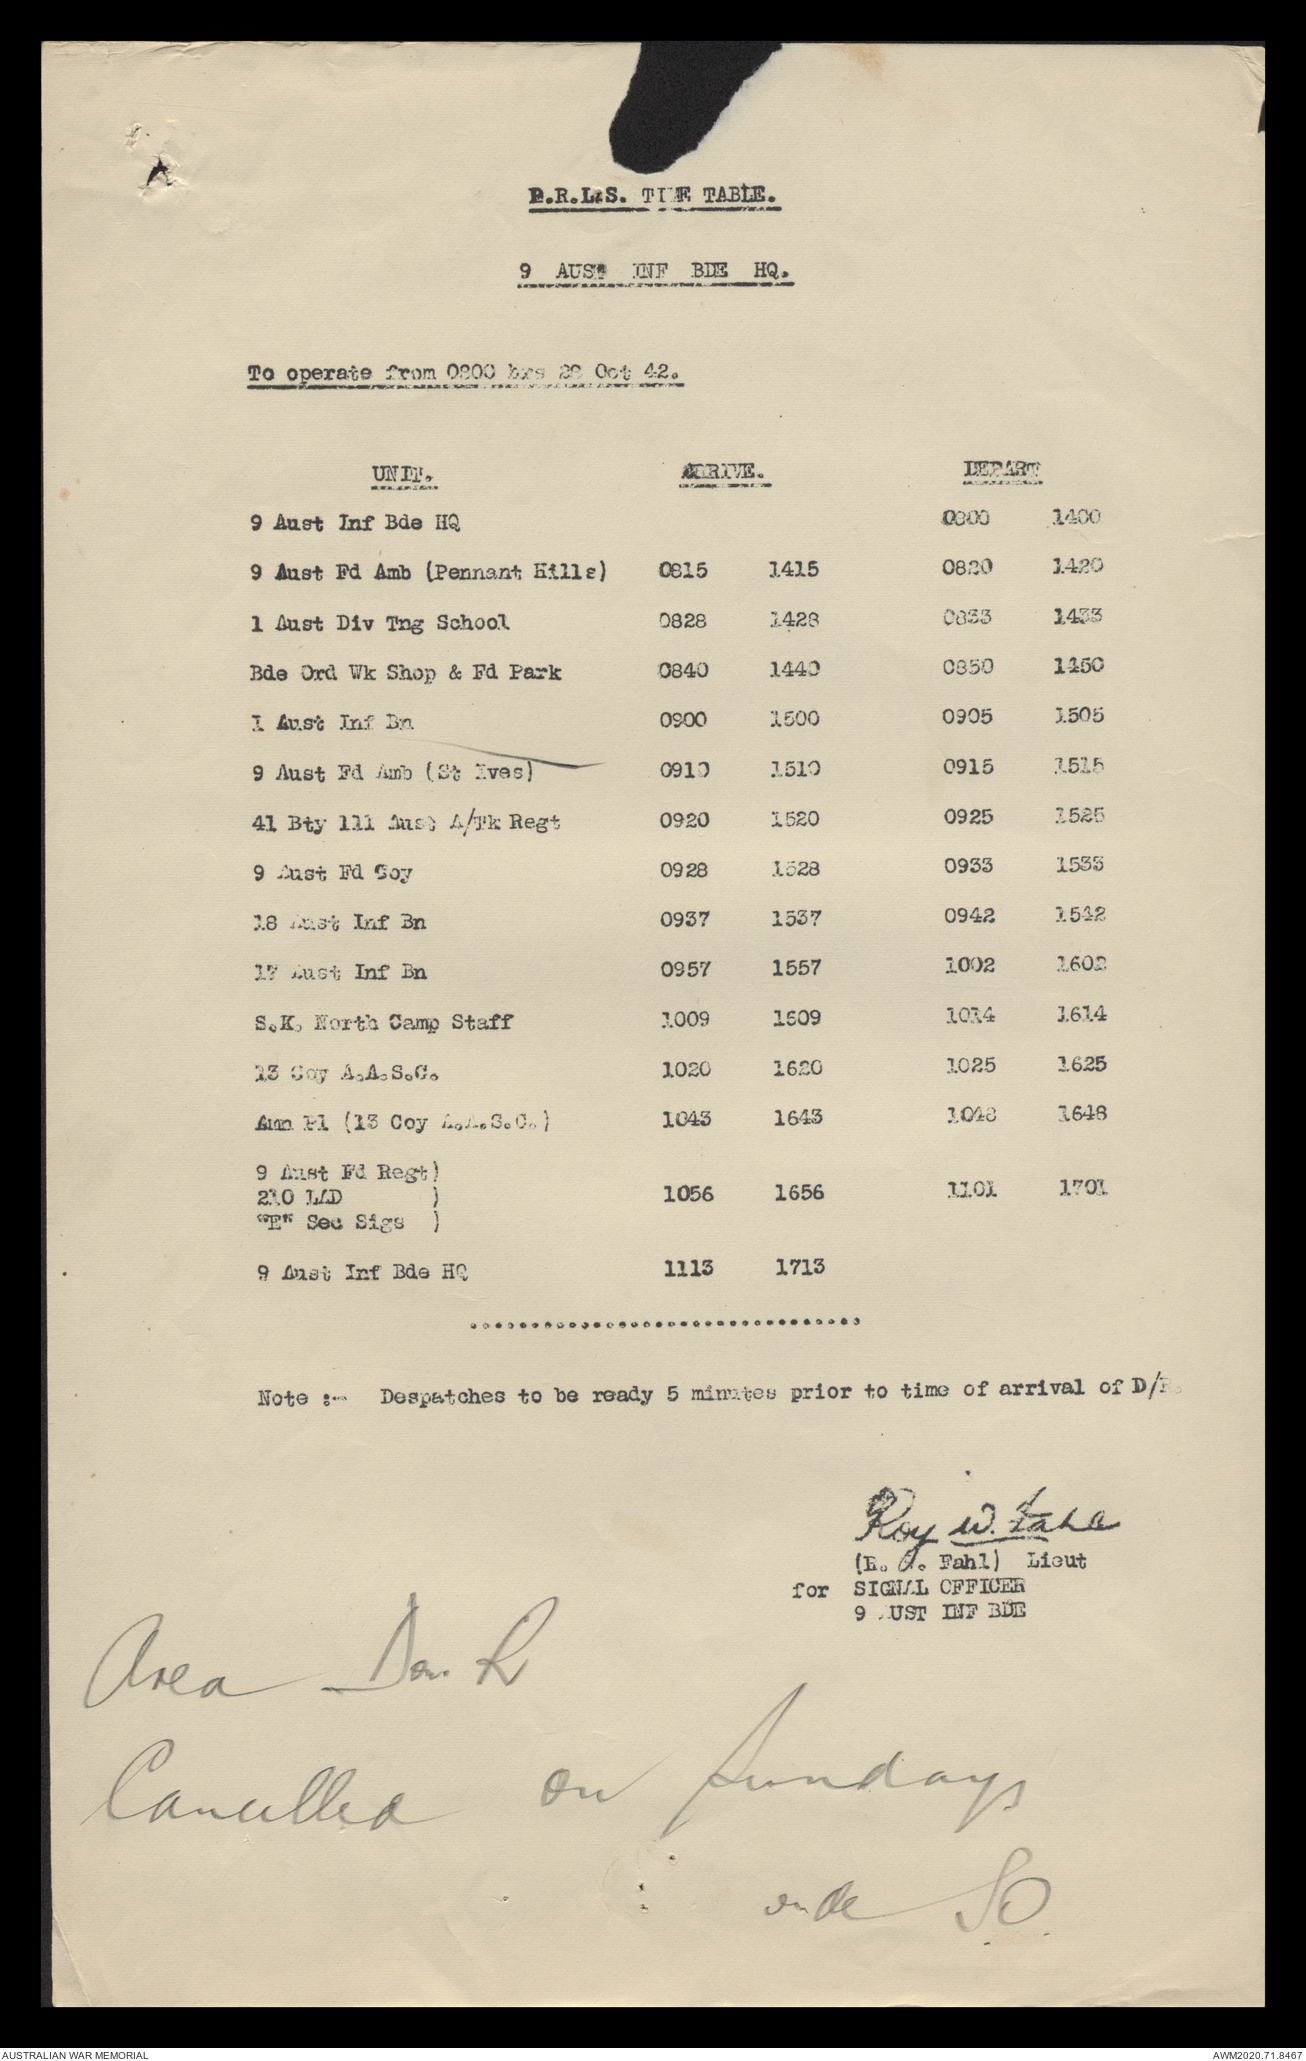 D.R.L.S. TIME TABLE.
9 AUST INF BDE HQ.
To operate from 0800 hrs 28 Oct 42.
UNIT. ARRIVE. DEPART
9 Aust Inf Bde HQ 0800 1400
9 Aust Fd Amb (Pennant Hills) 0815 1415 0820 1420
1 Aust Div Tng School 0828 1428 0833 1433
Bde Ord Wk Shop & Fd Park 0840 1440 0850 1450
1 Aust Inf Bn 0900 1500 0905 1505
9 Aust Fd Amb (St Ives) 0910 1510 0915 1515
41 Bty 111 Aust A/Tk Regt 0920 1520 0925 1525
9 Aust Fd Coy 0928 1528 0933 1533
18 Aust Inf Bn 0937 1537 0942 1542
17 Aust Inf Bn 0957 1557 1002 1602
S.K. North Camp Staff 1009 1609 1014 1614
13 Coy A.A.S.C. 1020 1620 1025 1625
Amn Pl (13 Coy A.A.S.C.) 1043 1643 1048 1648
9 Aust Fd Regt)
210 LAD ) 1056 1656 1101 1701
"E" Sec Sigs )
9 Aust Inf Bde HQ 1113 1713
................................
Note :- Despatches to be ready 5 minutes prior to time of arrival of D/R.
Roy W. Fahl
(R. W. Fahl) Lieut
for SIGNAL OFFICER
9 AUST INF BDE
Area Don R
Cancelled on Sundays
SO
AUSTRALIAN WAR MEMORIAL AWM2020.71.8467